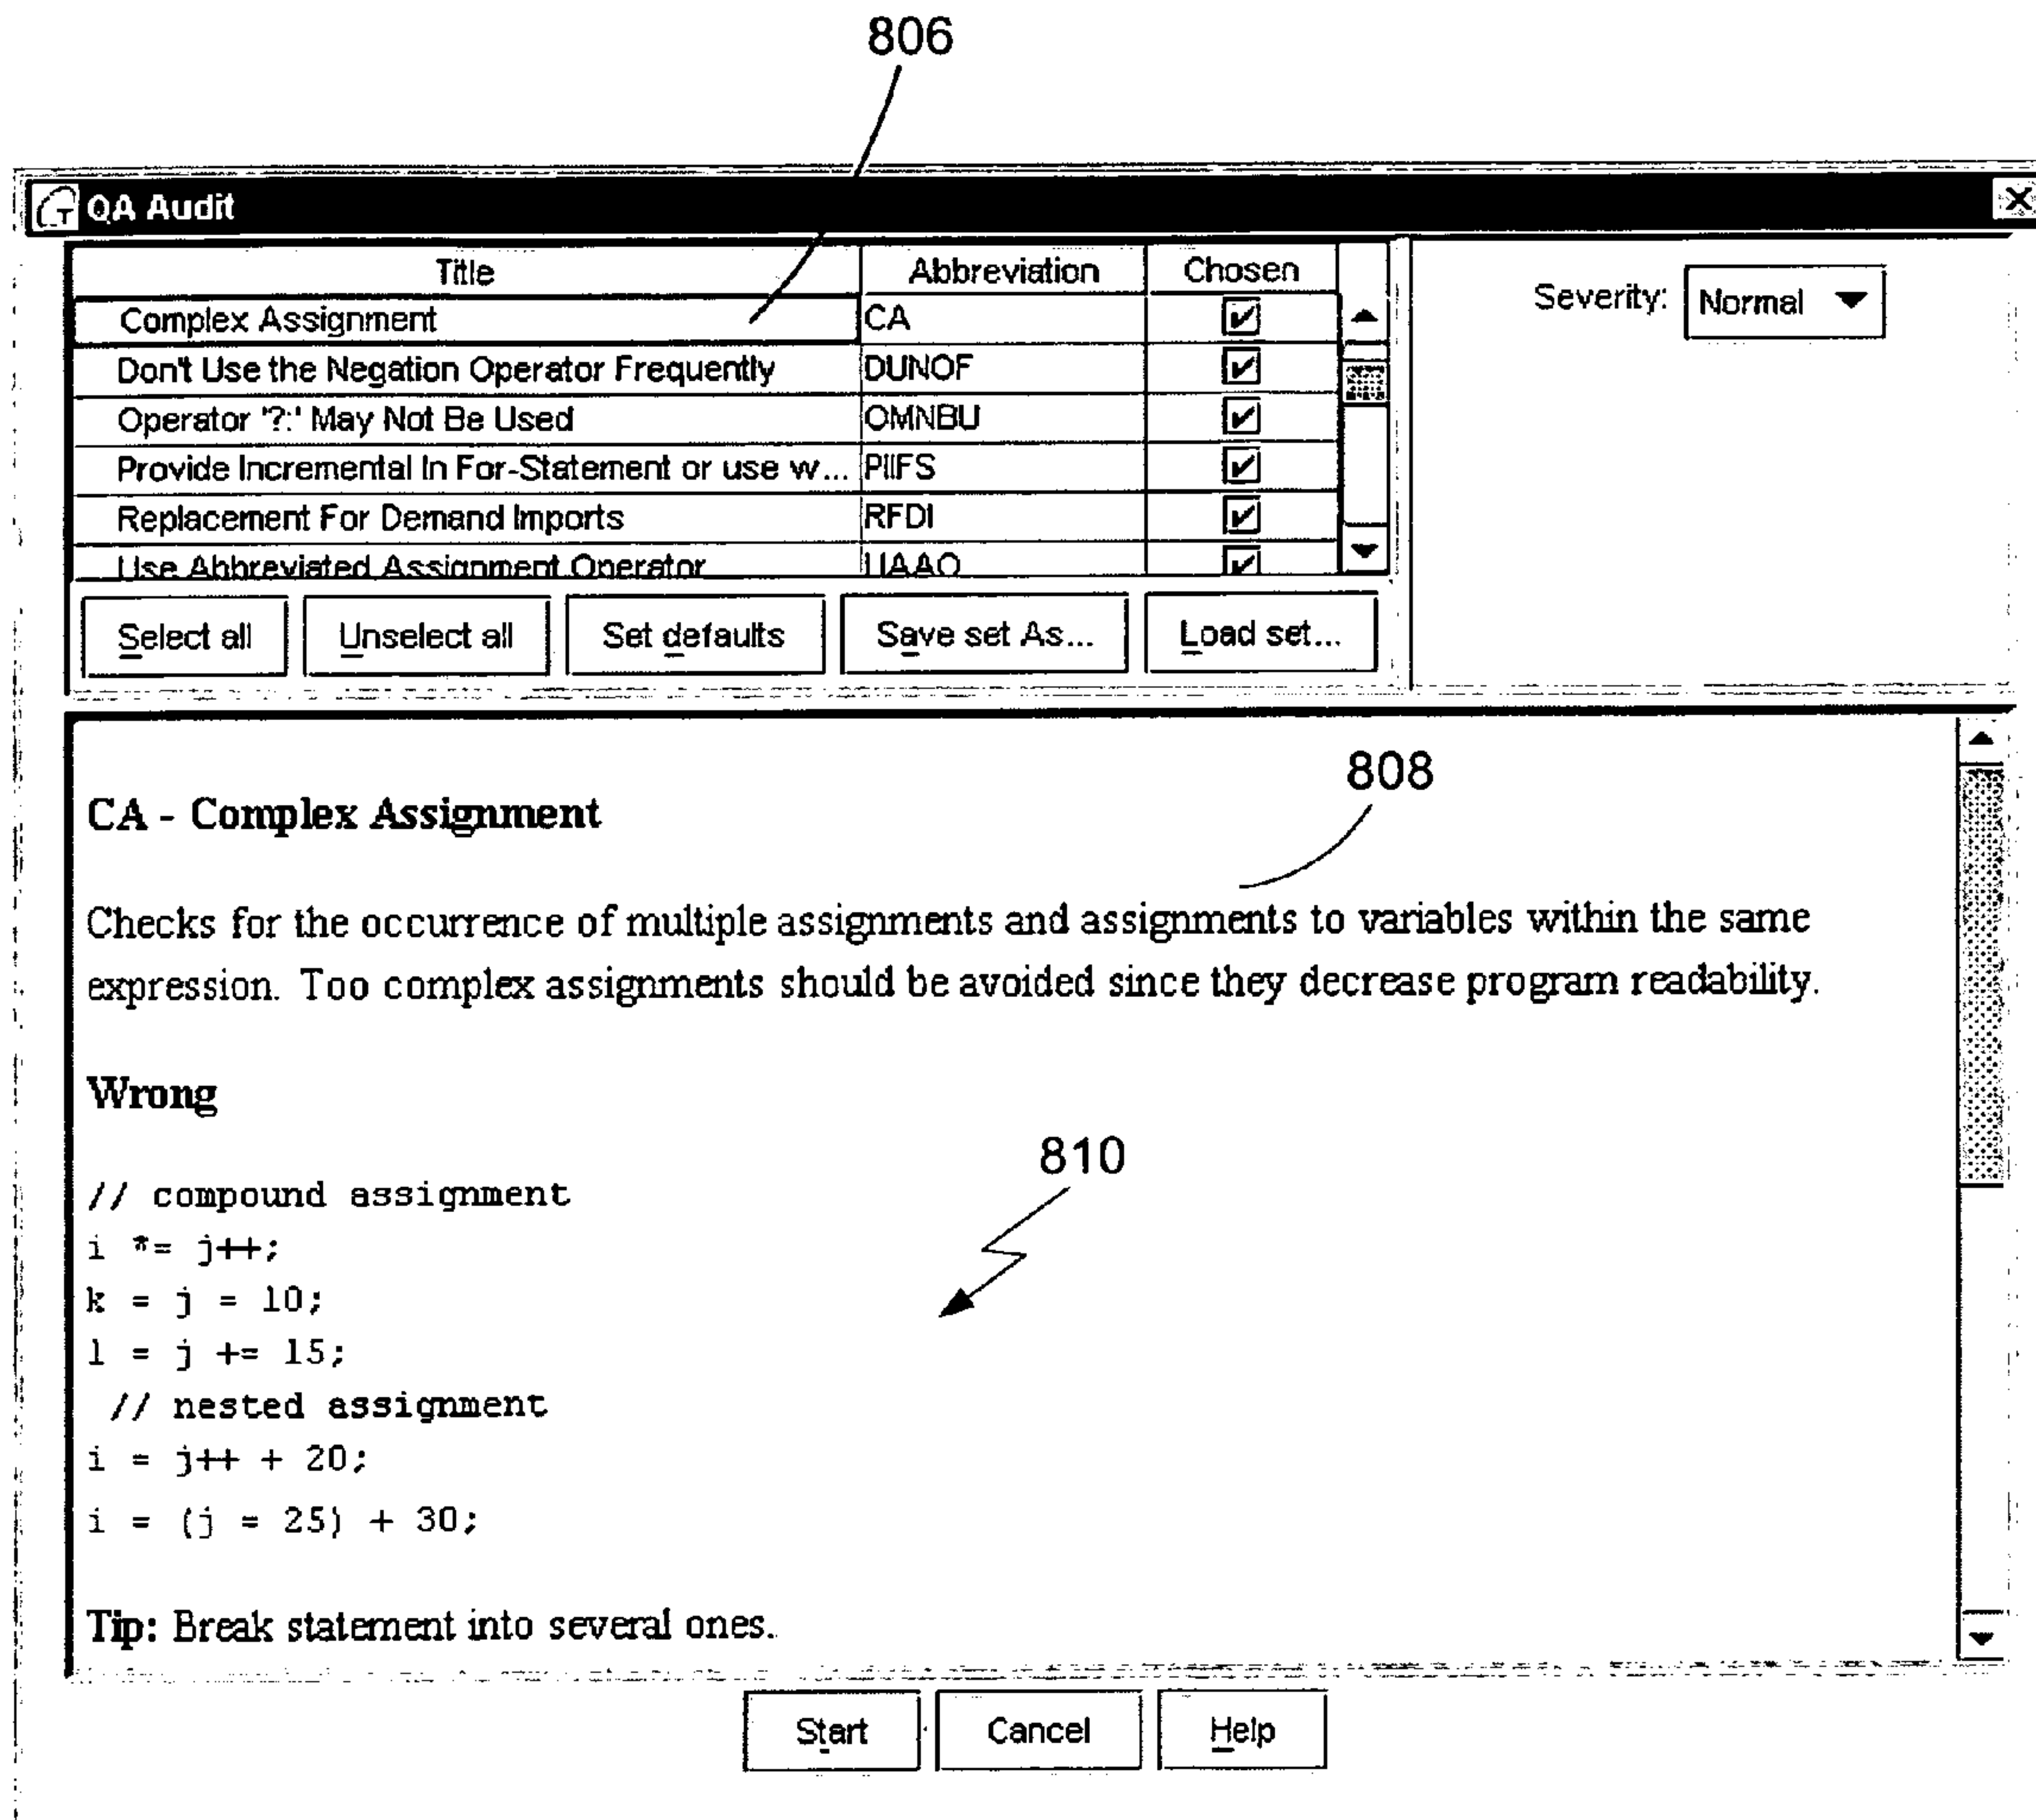 806
QA Audit
Title Abbreviation Chosen
Complex Assignment CA
Don't Use the Negation Operator Frequently DUNOF
Operator '?:' May Not Be Used OMNBU
Provide Incremental In For-Statement or use w... PIIFS
Replacement For Demand Imports RFDI
Use Abbreviated Assignment Operator UAAO
Severity: Normal
Select all Unselect all Set defaults Save set As... Load set...
808
CA - Complex Assignment
Checks for the occurrence of multiple assignments and assignments to variables within the same
expression. Too complex assignments should be avoided since they decrease program readability.
Wrong
810
// compound assignment
i *= j++;
k = j = 10;
l = j += 15;
// nested assignment
i = j++ + 20;
i = (j = 25) + 30;
Tip: Break statement into several ones.
Start Cancel Help